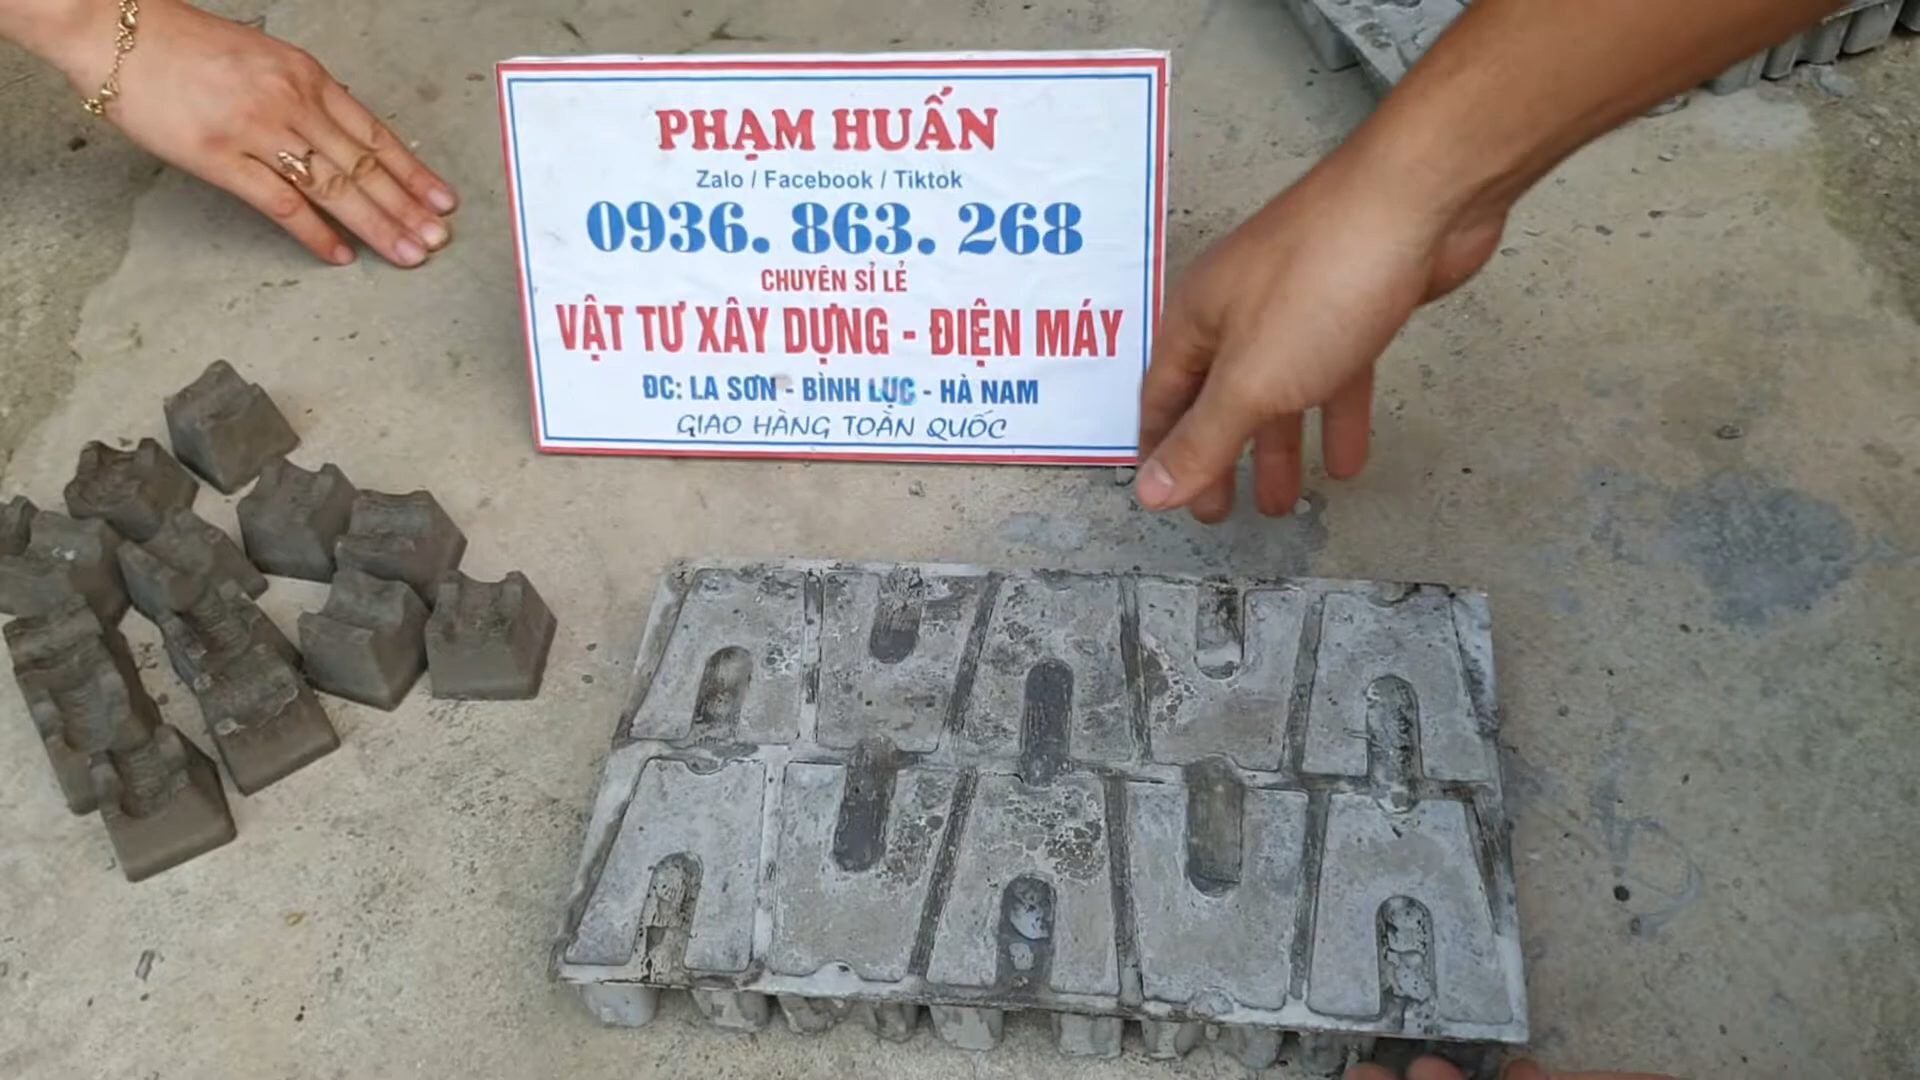 PHẠM HUẤN
Zalo / Facebook / Tiktok
0936. 863. 268
CHUYÊN SỈ LẺ
VẬT TƯ XÂY DỰNG - ĐIỆN MÁY
ĐC: LA SƠN - BÌNH LỤC - HÀ NAM
GIAO HÀNG TOÀN QUỐC